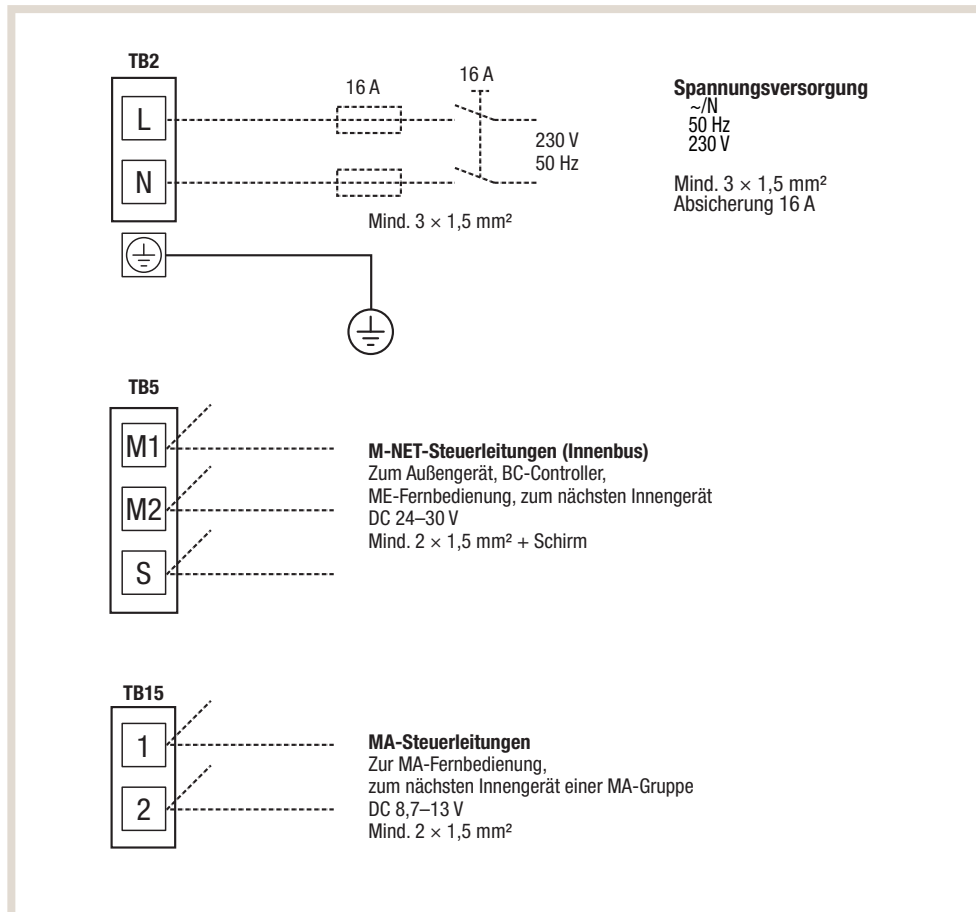 TB2
16 A
16 A
L
N
230 V
50 Hz
Mind. 3 × 1,5 mm²
Spannungsversorgung
~/N
50 Hz
230 V
Mind. 3 × 1,5 mm²
Absicherung 16 A
TB5
M1
M2
S
M-NET-Steuerleitungen (Innenbus)
Zum Außengerät, BC-Controller,
ME-Fernbedienung, zum nächsten Innengerät
DC 24–30 V
Mind. 2 × 1,5 mm² + Schirm
TB15
1
2
MA-Steuerleitungen
Zur MA-Fernbedienung,
zum nächsten Innengerät einer MA-Gruppe
DC 8,7–13 V
Mind. 2 × 1,5 mm²